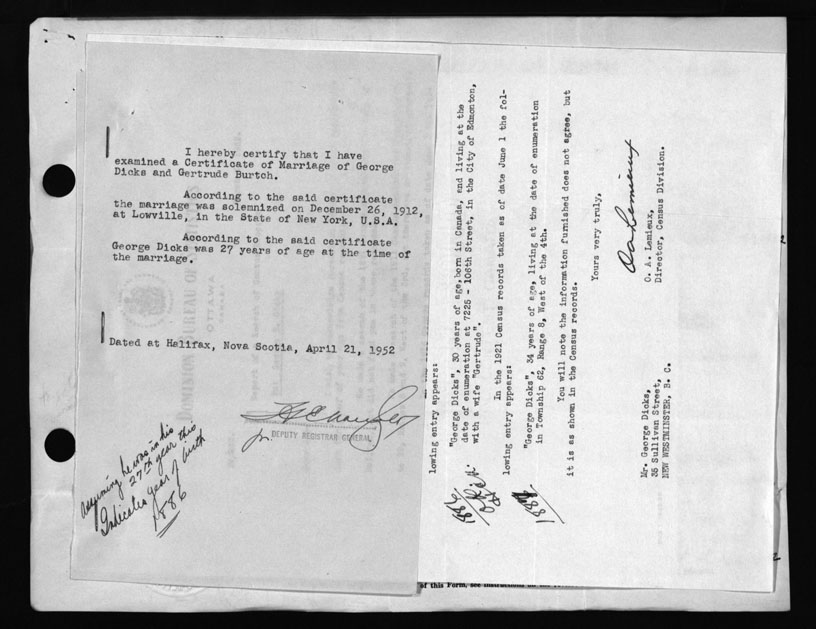 I hereby certify that I have
examined a Certificate of Marriage of George
Dicks and Gertrude Burtch.
According to the said certificate
the marriage was solemnized on December 26, 1912,
at Lowville, in the State of New York, U.S.A.
According to the said certificate
George Dicks was 27 years of age at the time of
the marriage.
Dated at Halifax, Nova Scotia, April 21, 1952
DEPUTY REGISTRAR GENERAL
assuming he was in his
27th year this
Indicates year of birth
1886
lowing entry appears:
"George Dicks", 30 years of age, born in Canada, and living at the
date of enumeration at 7225 - 106th Street, in the City of Edmonton,
with a wife "Gertrude".
In the 1921 Census records taken as of date June 1 the fol-
lowing entry appears:
"George Dicks", 34 years of age, living at the date of enumeration
in Township 62, Range 8, West of the 4th.
You will note the information furnished does not agree, but
it is as shown in the Census records.
Yours very truly,
O. A. Lemieux
O. A. Lemieux,
Director, Census Division.
Mr. George Dicks,
35 Sullivan Street,
NEW WESTMINSTER, B. C.
of this Form, see instructions on the